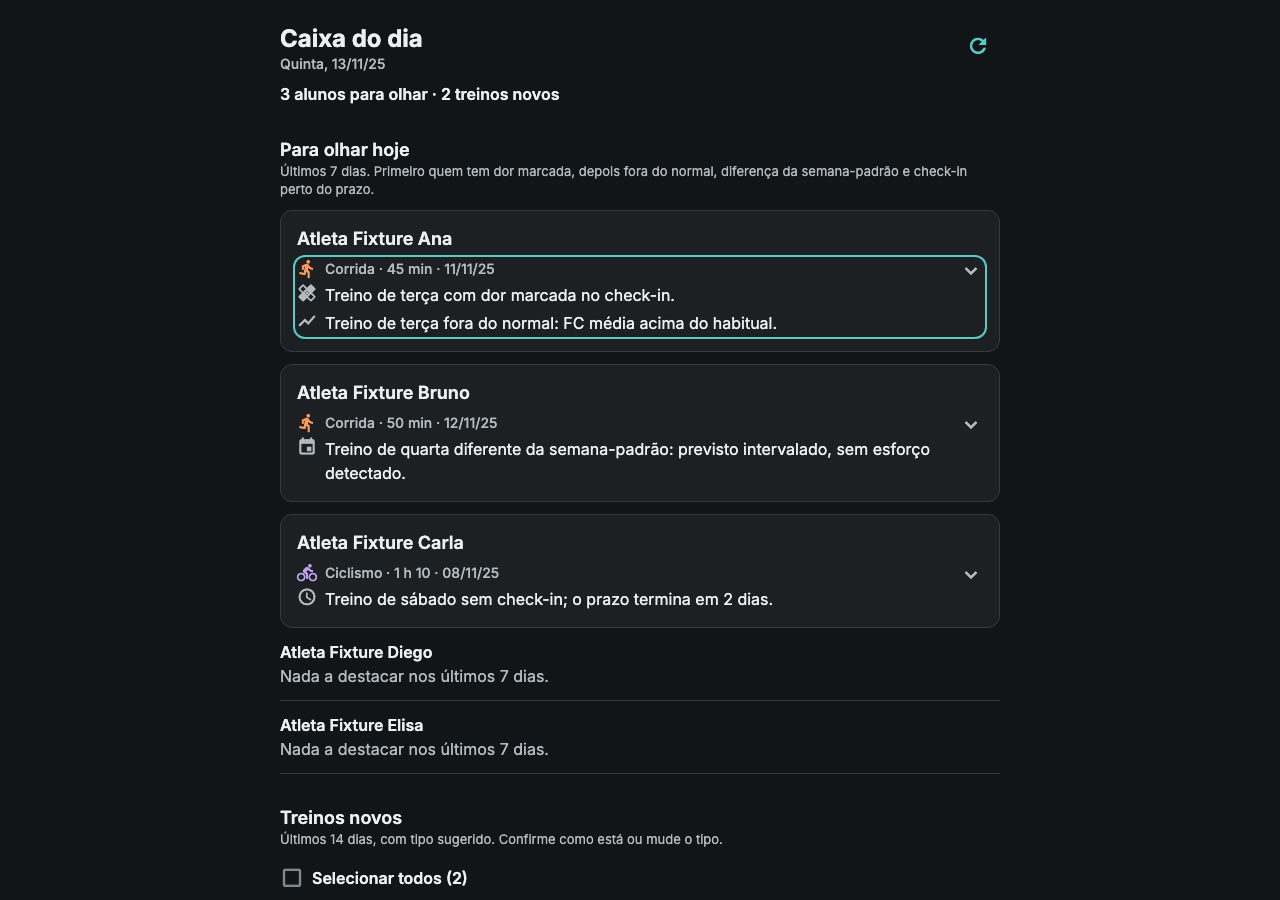 Caixa do dia
Quinta, 13/11/25
3 alunos para olhar · 2 treinos novos
Para olhar hoje
Últimos 7 dias. Primeiro quem tem dor marcada, depois fora do normal, diferença da semana-padrão e check-in
perto do prazo.
Atleta Fixture Ana
Corrida · 45 min · 11/11/25
Treino de terça com dor marcada no check-in.
Treino de terça fora do normal: FC média acima do habitual.
Atleta Fixture Bruno
Corrida · 50 min · 12/11/25
Treino de quarta diferente da semana-padrão: previsto intervalado, sem esforço
detectado.
Atleta Fixture Carla
Ciclismo · 1 h 10 · 08/11/25
Treino de sábado sem check-in; o prazo termina em 2 dias.
Atleta Fixture Diego
Nada a destacar nos últimos 7 dias.
Atleta Fixture Elisa
Nada a destacar nos últimos 7 dias.
Treinos novos
Últimos 14 dias, com tipo sugerido. Confirme como está ou mude o tipo.
Selecionar todos (2)